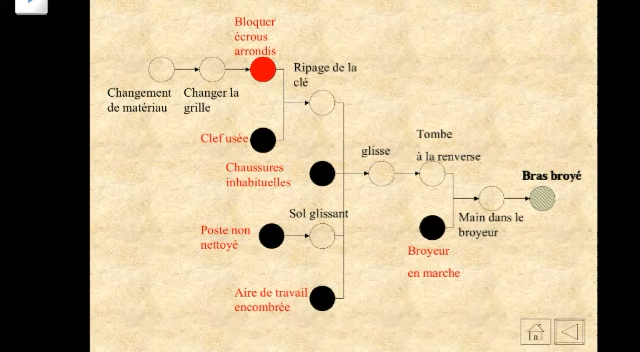 Bloquer
écrous
arrondis
Ripage de la
clé
Changement
de matériau
Changer la
grille
Clef usée
Tombe
à la renverse
glisse
Chaussures
inhabituelles
Bras broyé
Sol glissant
Main dans le
broyeur
Poste non
nettoyé
Broyeur
en marche
Aire de travail
encombrée